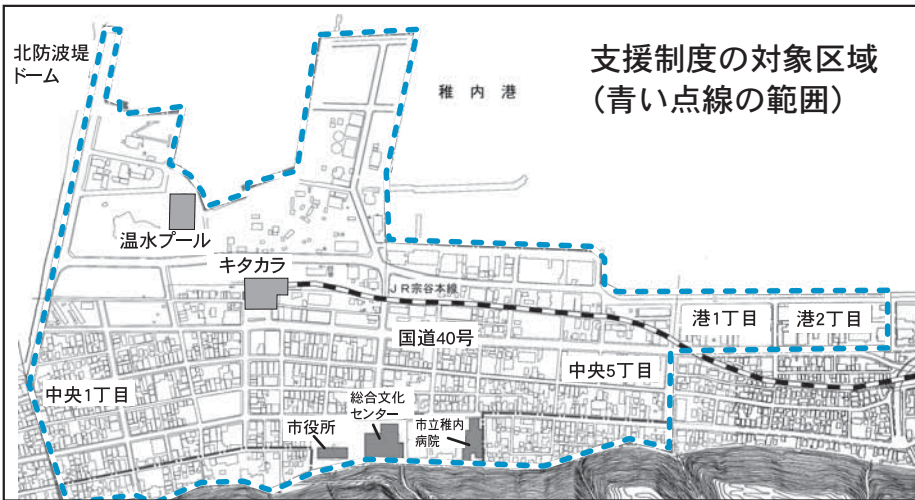 北防波堤
ドーム
支援制度の対象区域
(青い点線の範囲)
稚内港
温水プール
キタカラ
JR宗谷本線
港1丁目
港2丁目
国道40号
中央1丁目
中央5丁目
総合文化
センター
市役所
市立稚内
病院